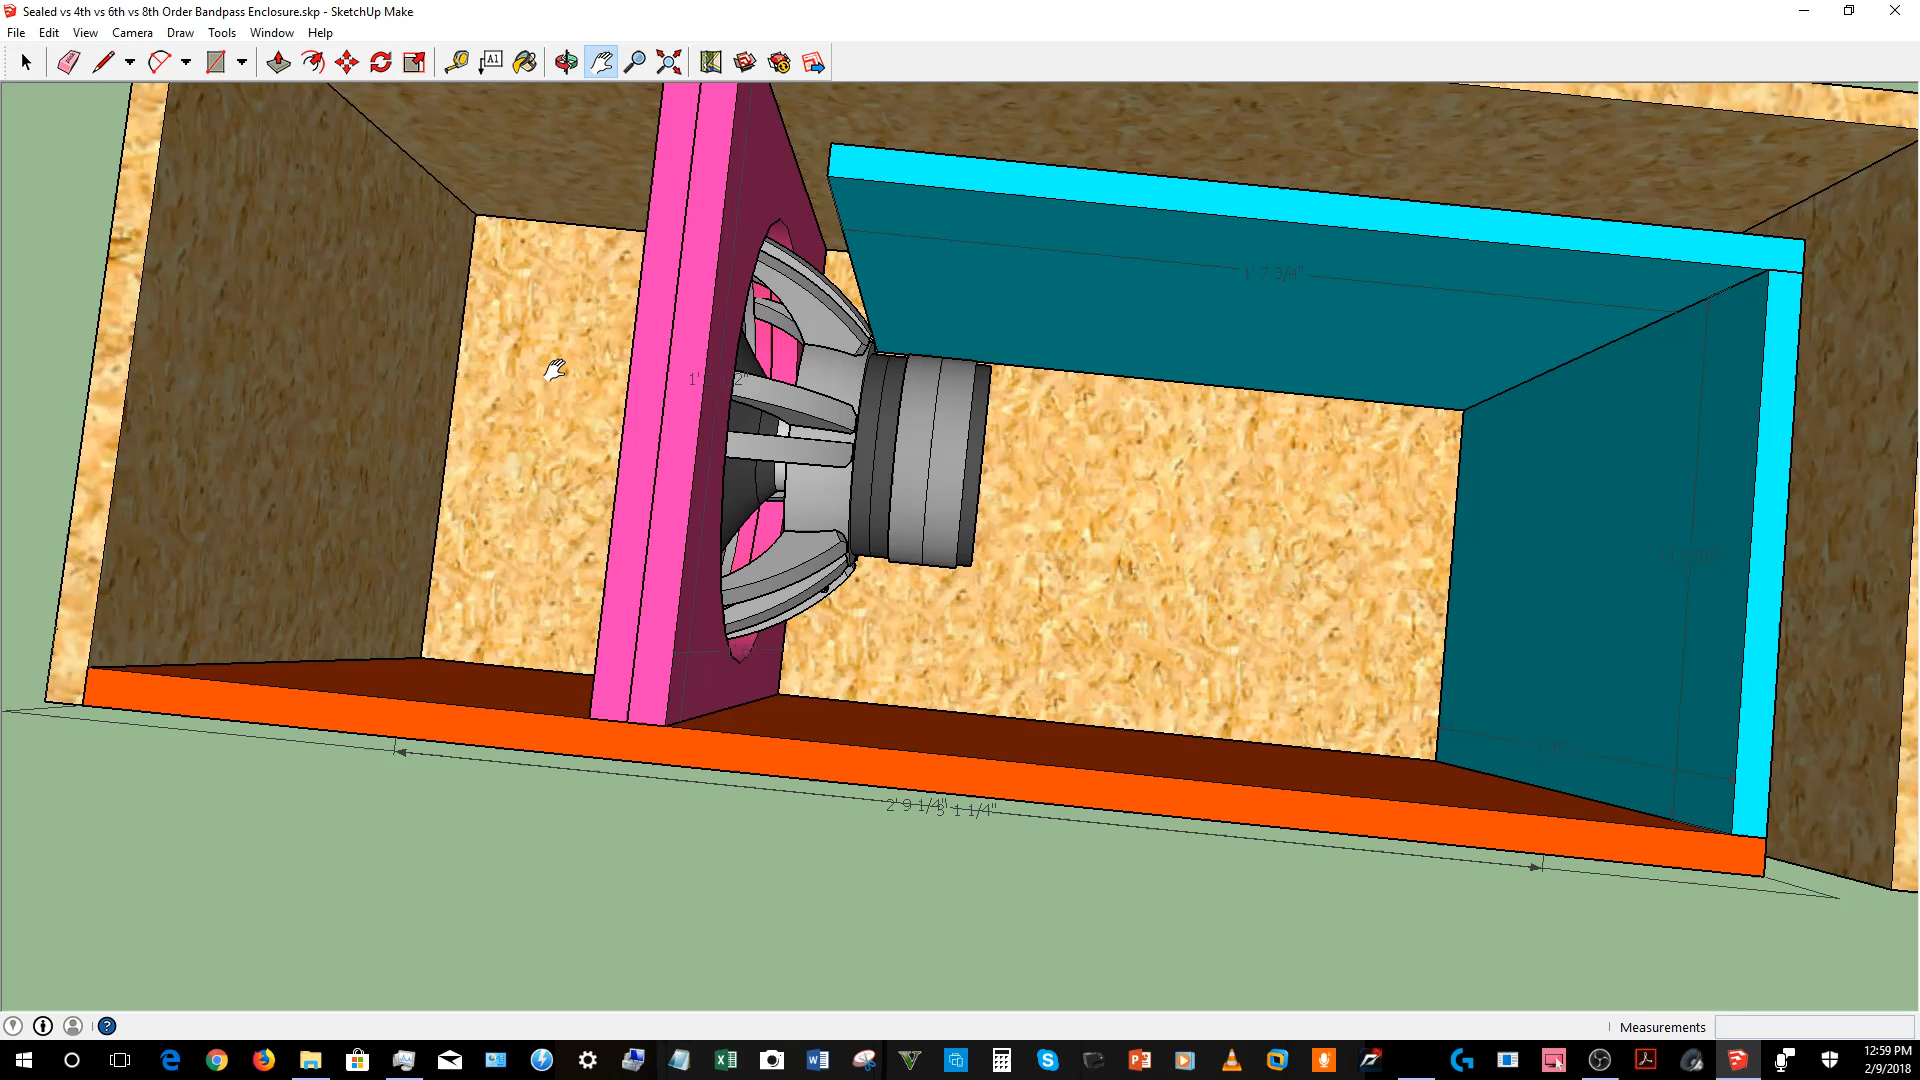 Sealed vs 4th vs 6th vs 8th Order Bandpass Enclosure.skp - SketchUp Make
File Edit View Camera Draw Tools Window Help
A1
1' 7 3/4"
2' 9 1/4"
3' 1 1/4"
Measurements
12:59 PM
2/9/2018